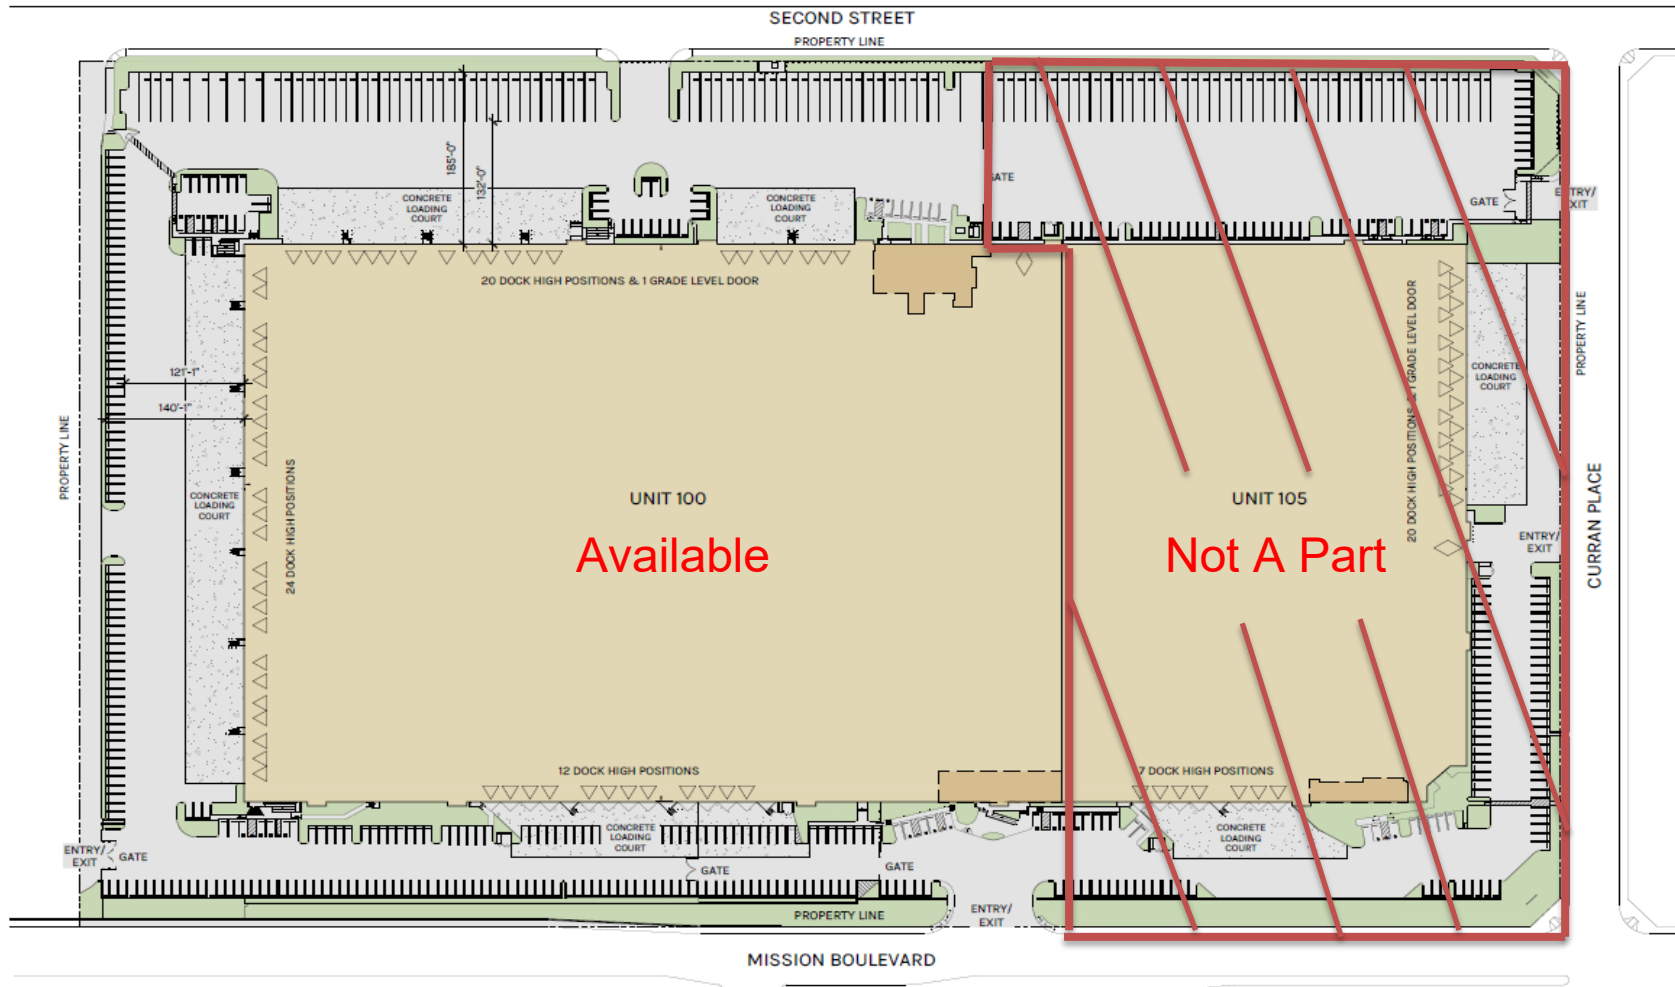 SECOND STREET
PROPERTY LINE
185'-0"
132'-0"
CONCRETE
LOADING
COURT
CONCRETE
LOADING
COURT
GATE
GATE
ENTRY/
EXIT
20 DOCK HIGH POSITIONS & 1 GRADE LEVEL DOOR
121'-1"
140'-1"
PROPERTY LINE
CONCRETE
LOADING
COURT
24 DOCK HIGH POSITIONS
UNIT 100
Available
UNIT 105
Not A Part
20 DOCK HIGH POSITIONS & 1 GRADE LEVEL DOOR
CONCRETE
LOADING
COURT
PROPERTY LINE
ENTRY/
EXIT
CURRAN PLACE
12 DOCK HIGH POSITIONS
7 DOCK HIGH POSITIONS
CONCRETE
LOADING
COURT
CONCRETE
LOADING
COURT
ENTRY/
EXIT
GATE
GATE
GATE
PROPERTY LINE
ENTRY/
EXIT
MISSION BOULEVARD